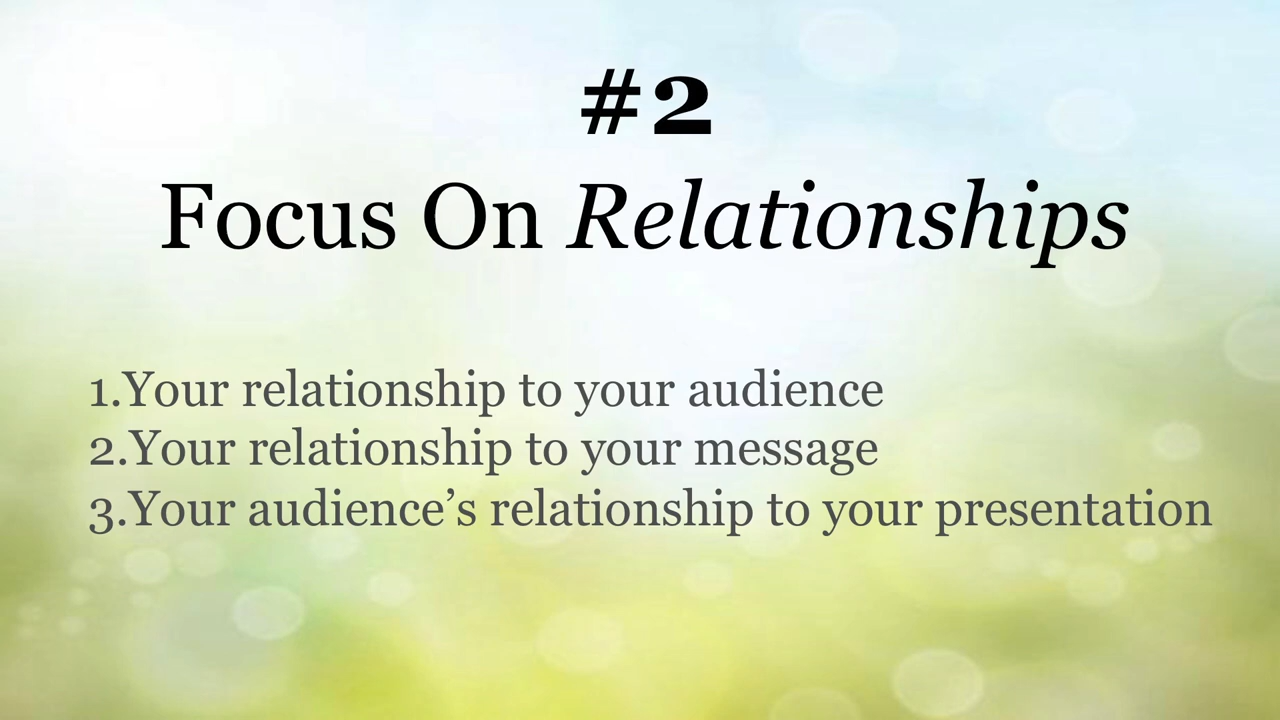 #2
Focus On Relationships
1.Your relationship to your audience
2.Your relationship to your message
3.Your audience’s relationship to your presentation